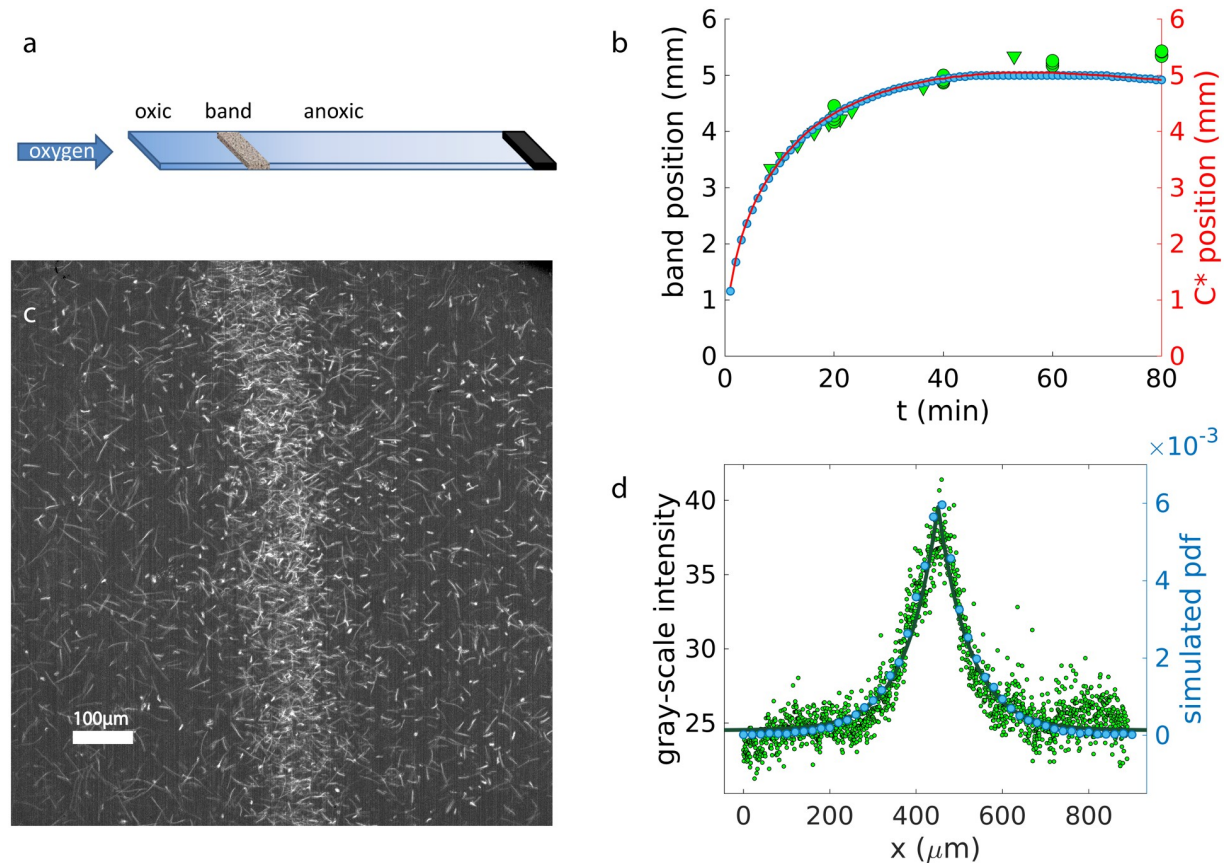 a
oxic band anoxic
oxygen
b
band position (mm)
6
5
4
3
2
1
0
0 20 40 60 80
t (min)
6
5
4
3
2
1
0
C* position (mm)
c
100μm
d
gray-scale intensity
40
35
30
25
0 200 400 600 800
x (μm)
×10⁻³
6
4
2
0
simulated pdf